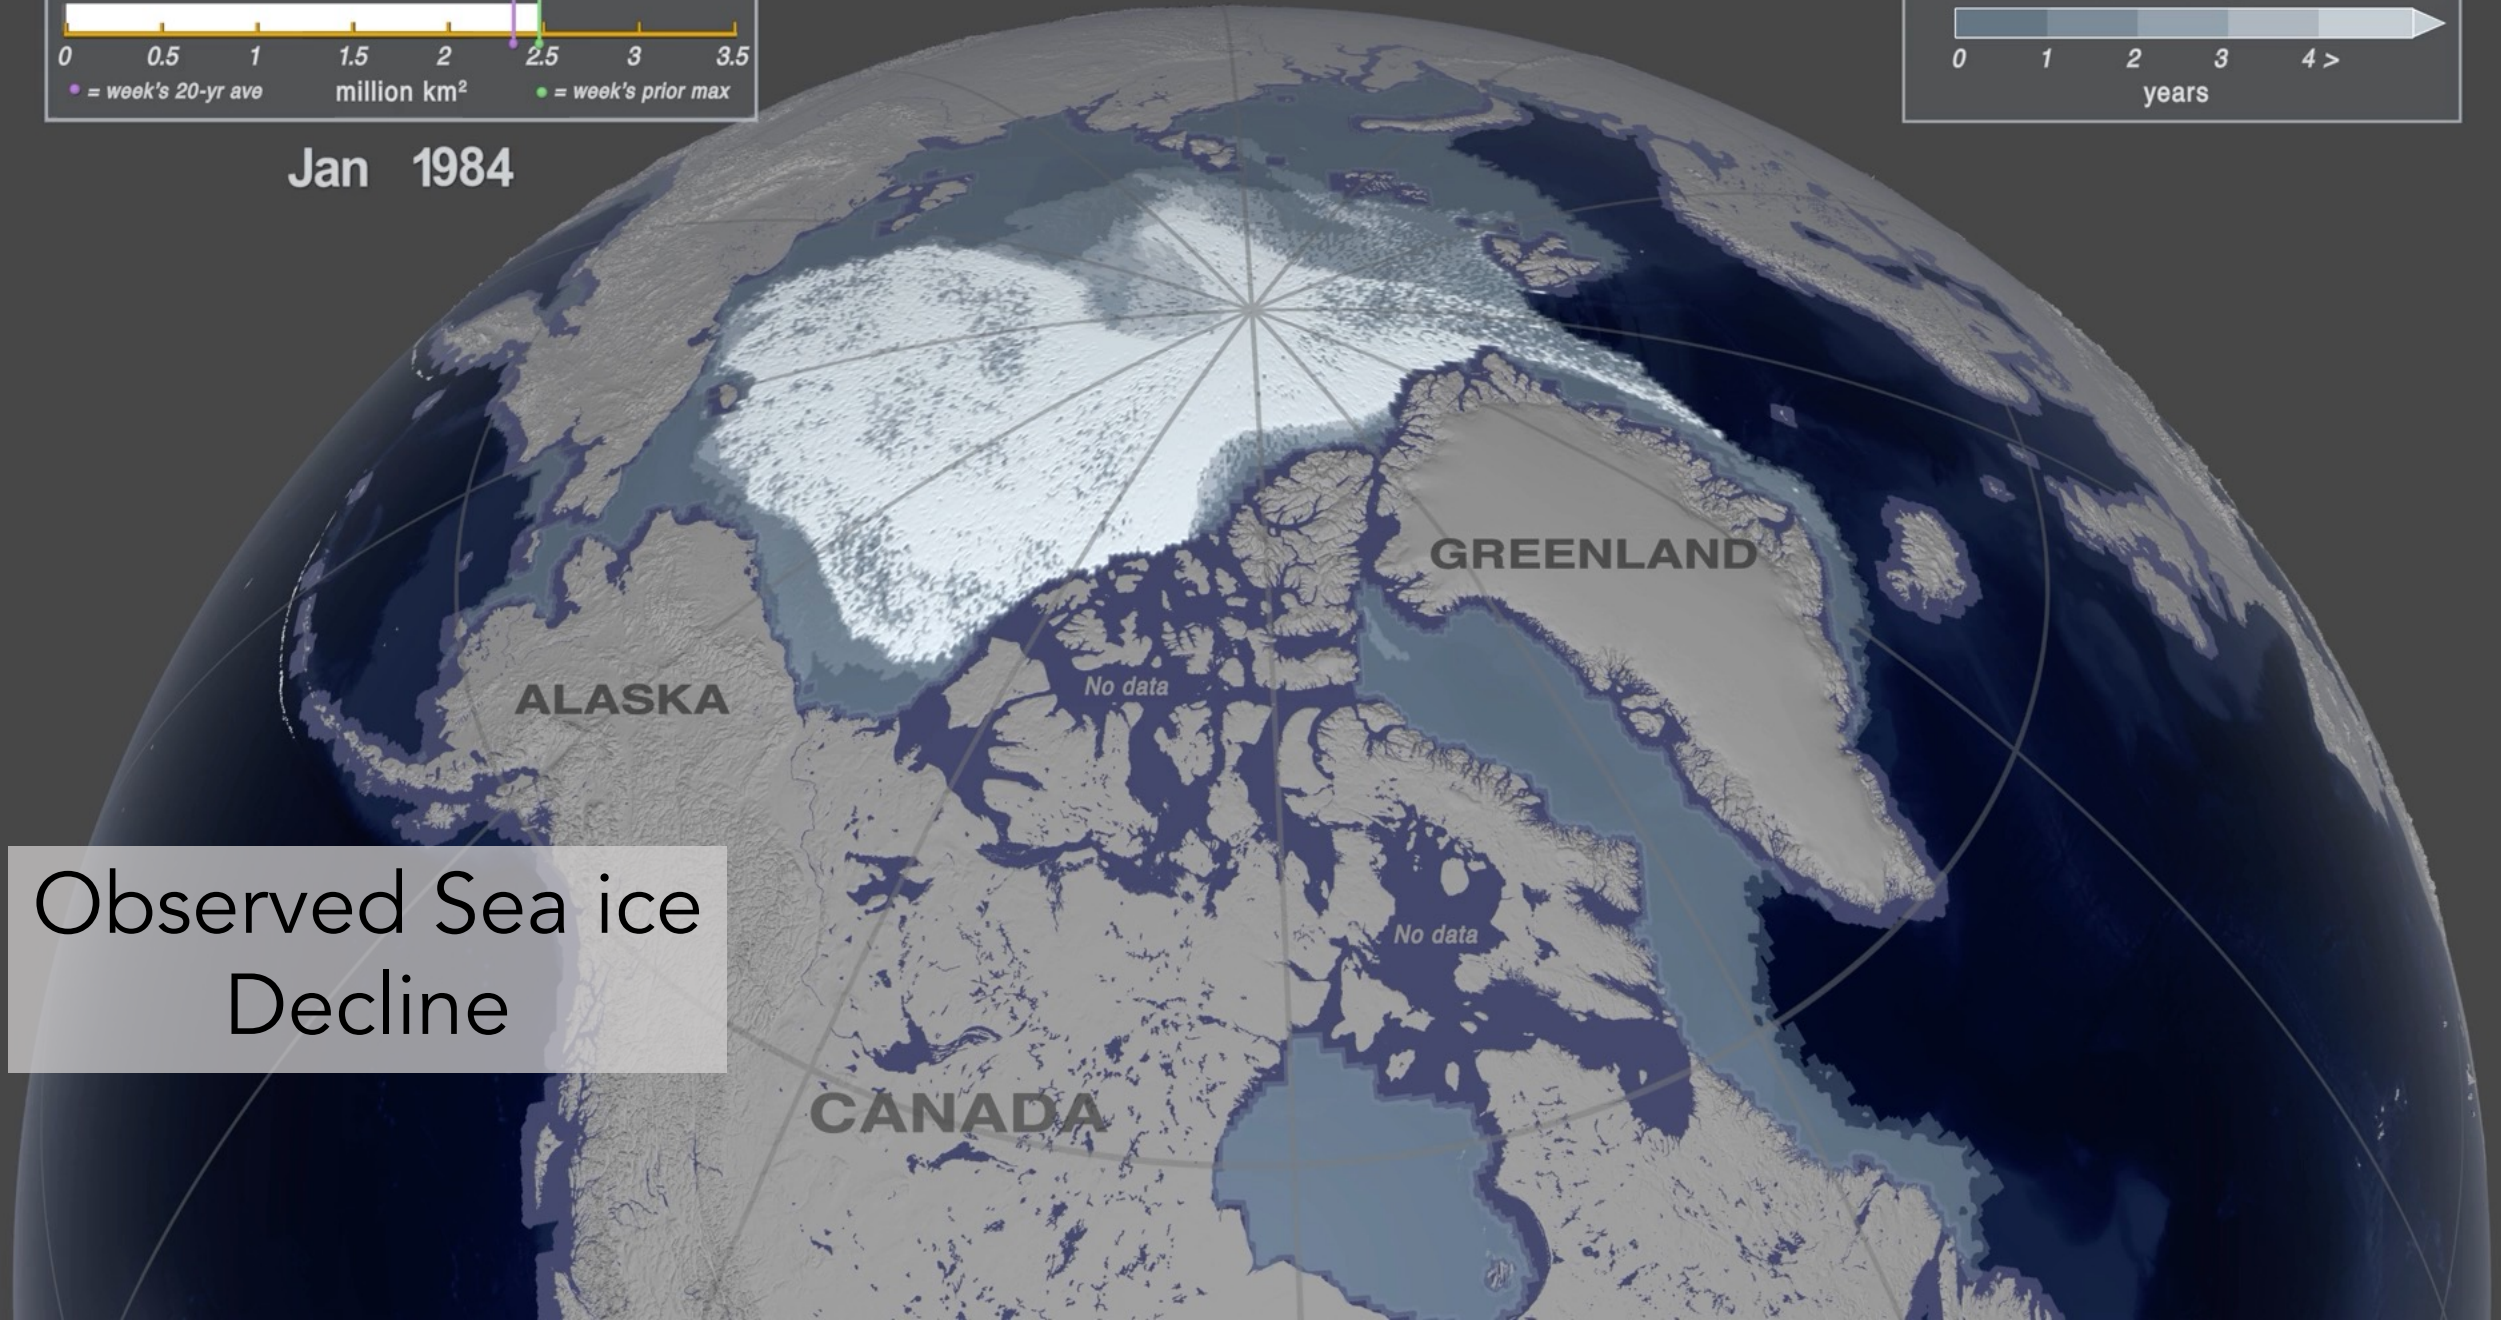 0 0.5 1 1.5 2 2.5 3 3.5
= week's 20-yr ave million km² = week's prior max
0 1 2 3 4 >
years
Jan 1984
GREENLAND
No data
ALASKA
Observed Sea ice
Decline
No data
CANADA